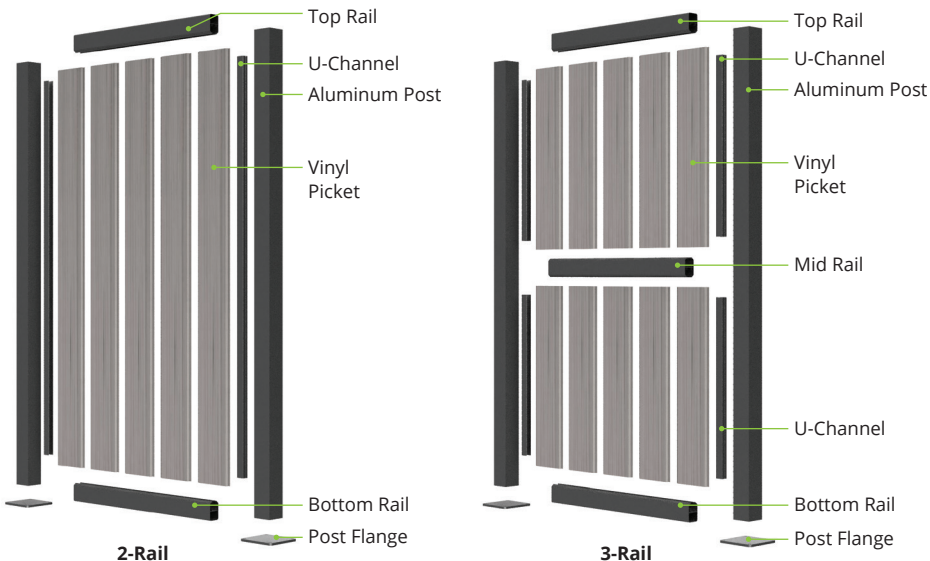 Top Rail
U-Channel
Aluminum Post
Vinyl
Picket
Bottom Rail
Post Flange
2-Rail
Top Rail
U-Channel
Aluminum Post
Vinyl
Picket
Mid Rail
U-Channel
Bottom Rail
Post Flange
3-Rail